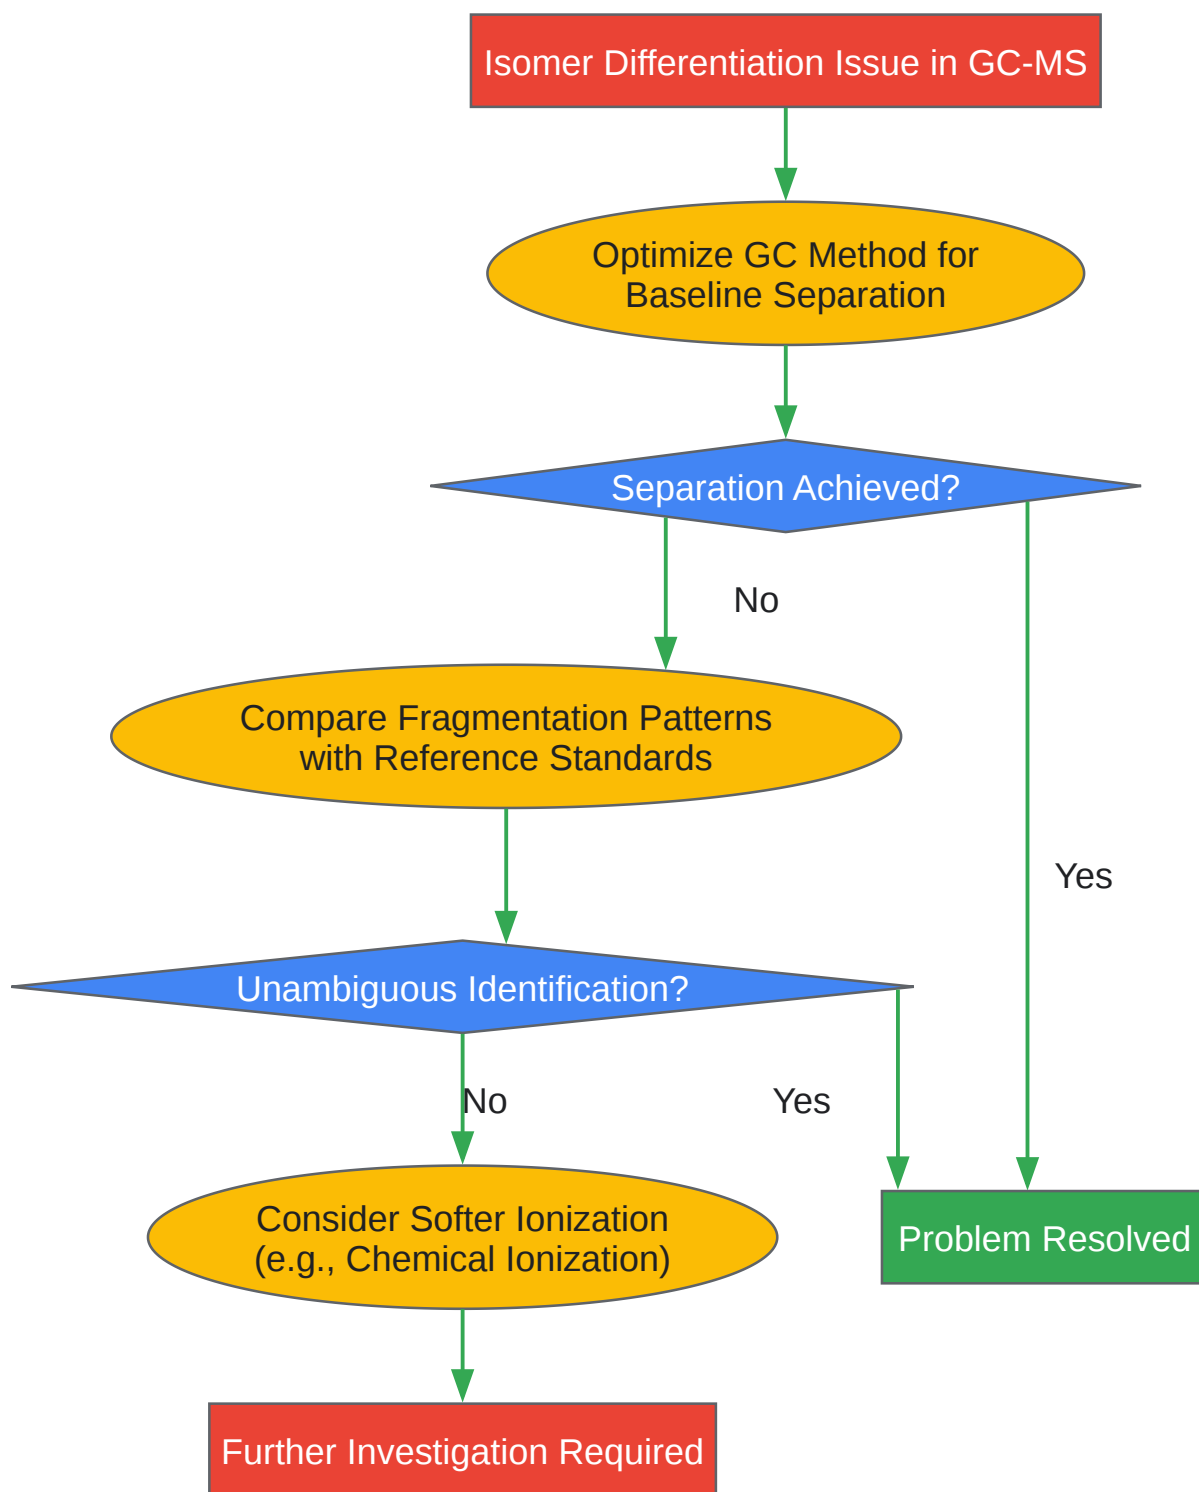 Isomer Differentiation Issue in GC-MS
Optimize GC Method for
Baseline Separation
Separation Achieved?
No
Compare Fragmentation Patterns
with Reference Standards
Yes
Unambiguous Identification?
No
Yes
Consider Softer Ionization
(e.g., Chemical Ionization)
Problem Resolved
Further Investigation Required